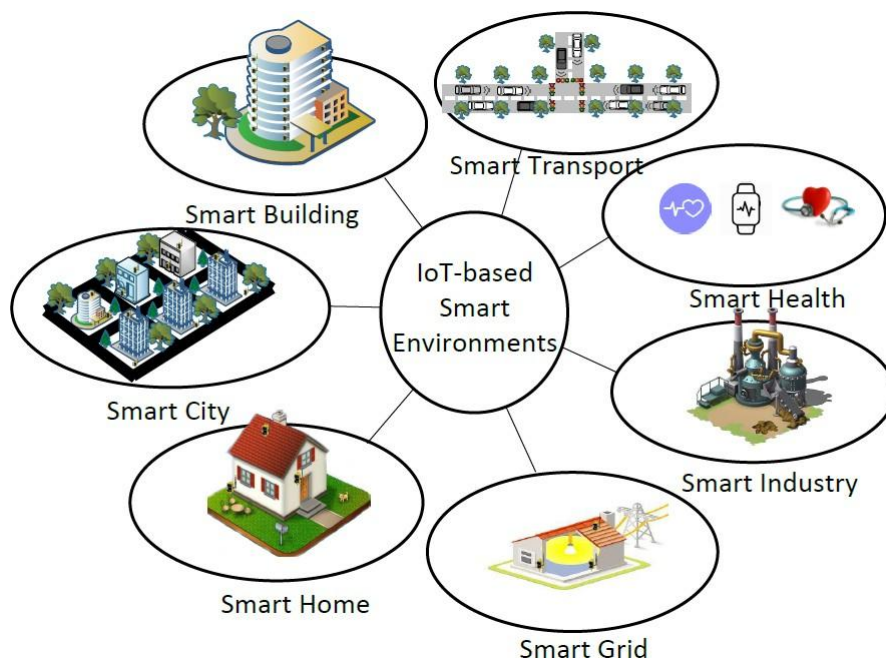 Smart Transport
Smart Building
IoT-based
Smart
Environments
Smart Health
Smart City
Smart Industry
Smart Home
Smart Grid